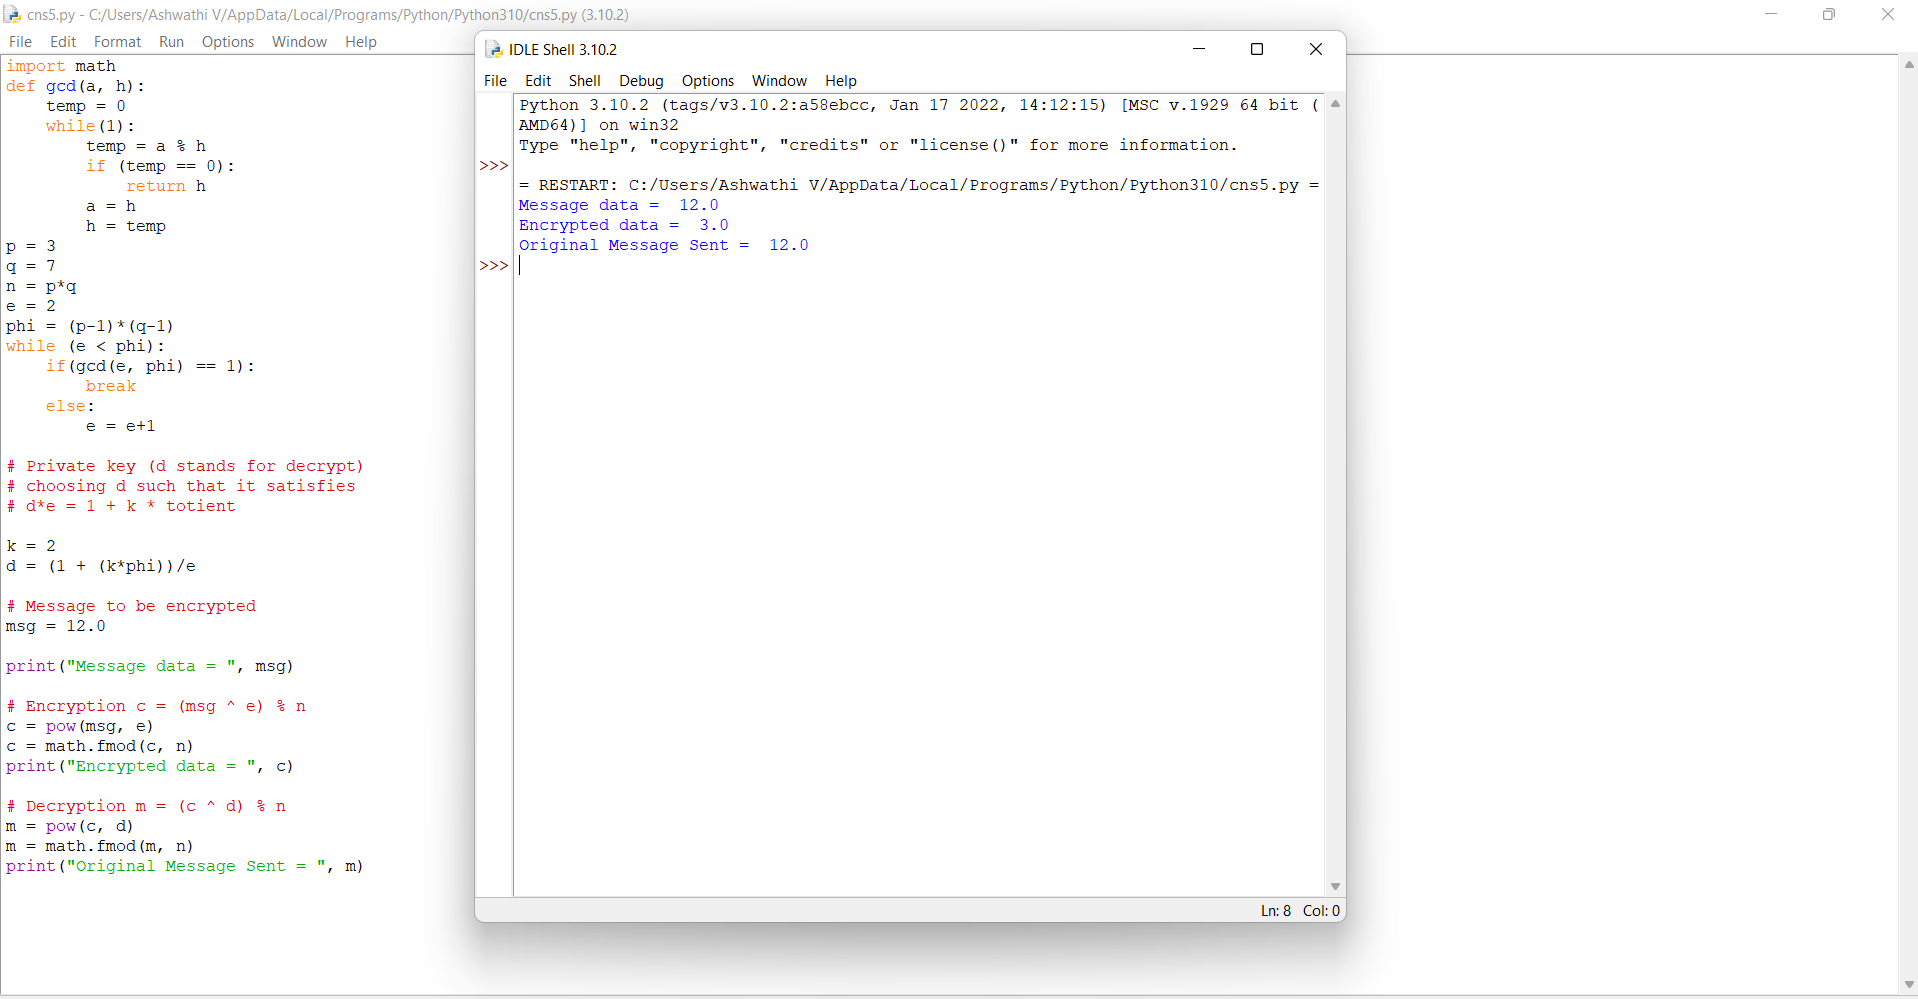 cns5.py - C:/Users/Ashwathi V/AppData/Local/Programs/Python/Python310/cns5.py (3.10.2)
File Edit Format Run Options Window Help
import math
def gcd(a, h):
    temp = 0
    while(1):
        temp = a % h
        if (temp == 0):
            return h
        a = h
        h = temp
p = 3
q = 7
n = p*q
e = 2
phi = (p-1)*(q-1)
while (e < phi):
    if(gcd(e, phi) == 1):
        break
    else:
        e = e+1
# Private key (d stands for decrypt)
# choosing d such that it satisfies
# d*e = 1 + k * totient
k = 2
d = (1 + (k*phi))/e
# Message to be encrypted
msg = 12.0
print("Message data = ", msg)
# Encryption c = (msg ^ e) % n
c = pow(msg, e)
c = math.fmod(c, n)
print("Encrypted data = ", c)
# Decryption m = (c ^ d) % n
m = pow(c, d)
m = math.fmod(m, n)
print("Original Message Sent = ", m)
IDLE Shell 3.10.2
File Edit Shell Debug Options Window Help
Python 3.10.2 (tags/v3.10.2:a58ebcc, Jan 17 2022, 14:12:15) [MSC v.1929 64 bit (
AMD64)] on win32
Type "help", "copyright", "credits" or "license()" for more information.
>>>
= RESTART: C:/Users/Ashwathi V/AppData/Local/Programs/Python/Python310/cns5.py =
Message data =  12.0
Encrypted data =  3.0
Original Message Sent =  12.0
>>>
Ln: 8 Col: 0